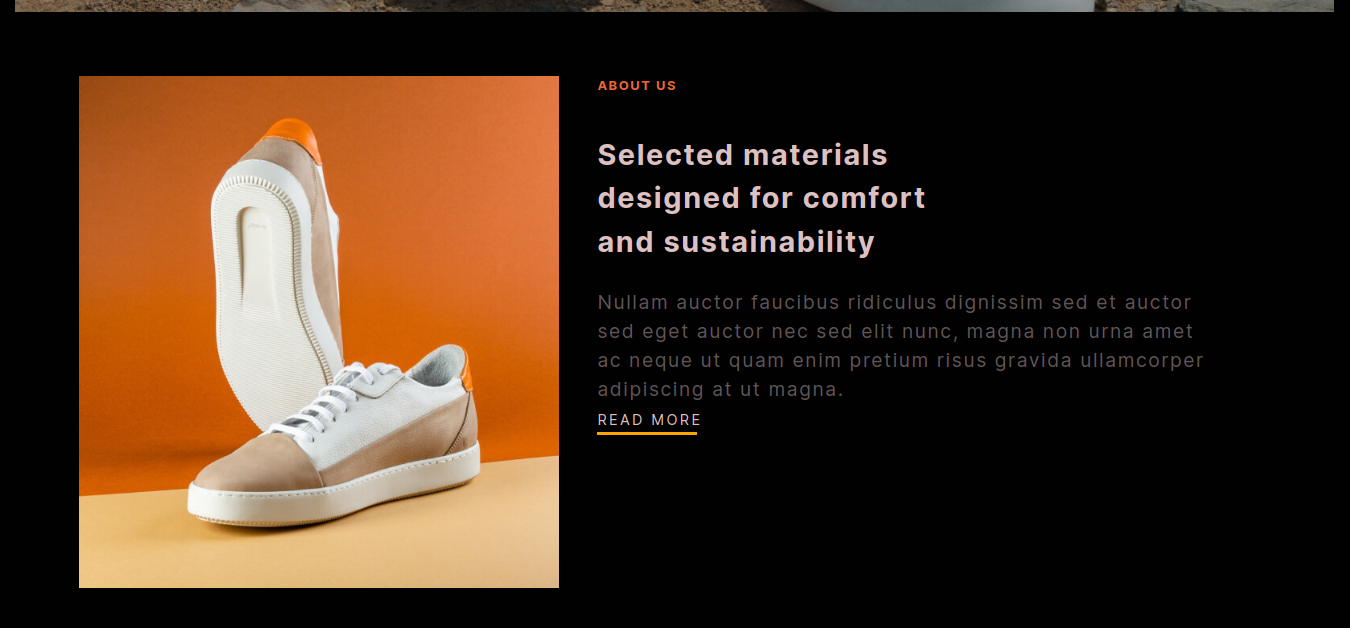 ABOUT US
Selected materials
designed for comfort
and sustainability
Nullam auctor faucibus ridiculus dignissim sed et auctor
sed eget auctor nec sed elit nunc, magna non urna amet
ac neque ut quam enim pretium risus gravida ullamcorper
adipiscing at ut magna.
READ MORE